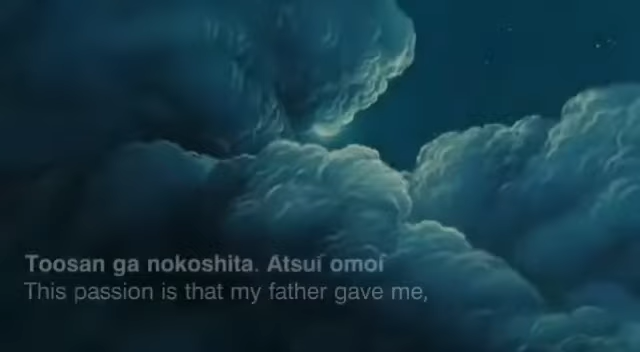 Toosan ga nokoshita. Atsui omoi
This passion is that my father gave me,